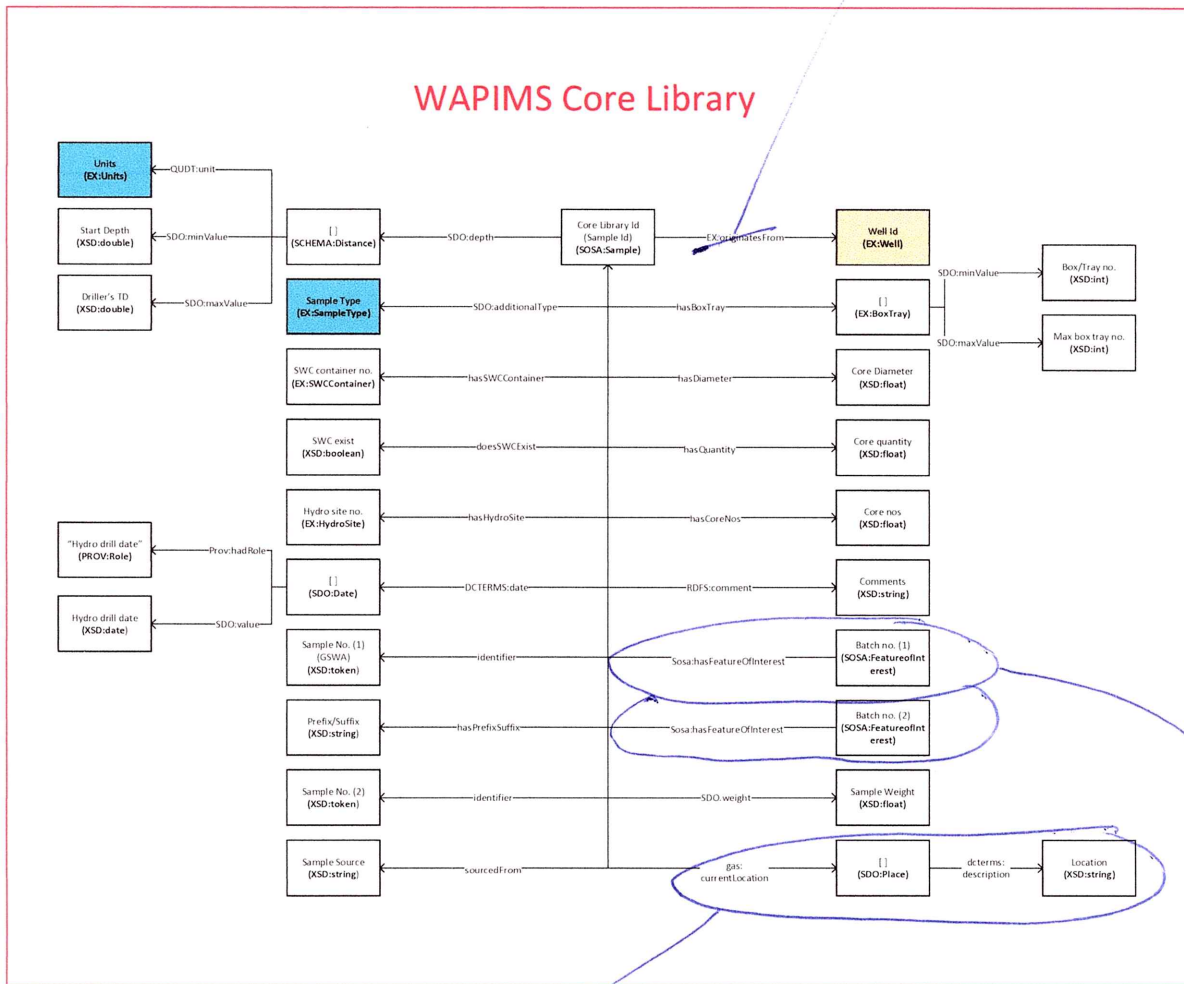 WAPIMS Core Library
Units
(EX:Units)
QUDT:unit
Start Depth
(XSD:double)
SDO:minValue
[ ]
(SCHEMA:Distance)
SDO:depth
Core Library Id
(Sample Id)
(SOSA:Sample)
EX:originatesFrom
Well Id
(EX:Well)
Driller's TD
(XSD:double)
SDO:maxValue
Sample Type
(EX:SampleType)
SDO:additionalType
hasBoxTray
[ ]
(EX:BoxTray)
SDO:minValue
Box/Tray no.
(XSD:int)
SDO:maxValue
Max box tray no.
(XSD:int)
SWC container no.
(EX:SWCContainer)
hasSWCContainer
hasDiameter
Core Diameter
(XSD:float)
SWC exist
(XSD:boolean)
doesSWCExist
hasQuantity
Core quantity
(XSD:float)
Hydro site no.
(EX:HydroSite)
hasHydroSite
hasCoreNos
Core nos
(XSD:float)
"Hydro drill date"
(PROV:Role)
Prov:hadRole
[ ]
(SDO:Date)
DCTERMS:date
RDFS:comment
Comments
(XSD:string)
Hydro drill date
(XSD:date)
SDO:value
Sample No. (1)
(GSWA)
(XSD:token)
identifier
Sosa:hasFeatureOfInterest
Batch no. (1)
(SOSA:FeatureofInt
erest)
Prefix/Suffix
(XSD:string)
hasPrefixSuffix
Sosa:hasFeatureOfInterest
Batch no. (2)
(SOSA:FeatureofInt
erest)
Sample No. (2)
(XSD:token)
identifier
SDO.weight
Sample Weight
(XSD:float)
Sample Source
(XSD:string)
sourcedFrom
gas:
currentLocation
[ ]
(SDO:Place)
dcterms:
description
Location
(XSD:string)